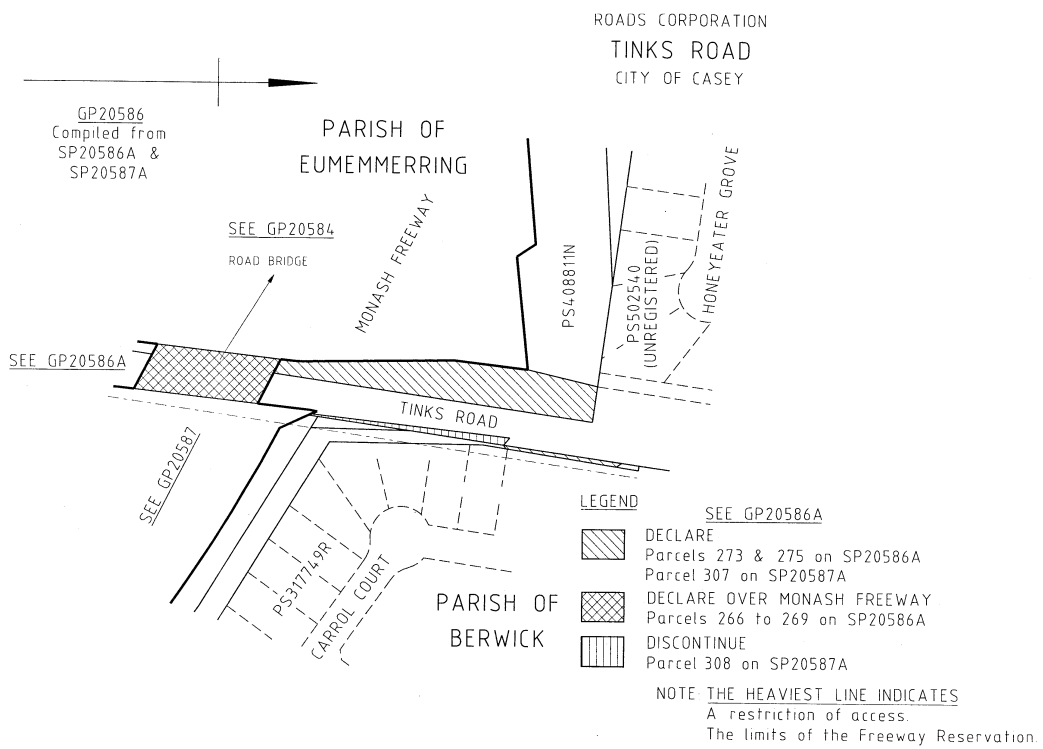 ROADS CORPORATION
TINKS ROAD
CITY OF CASEY
GP20586
Compiled from
SP20586A &
SP20587A
PARISH OF
EUMEMMERRING
SEE GP20584
ROAD BRIDGE
MONASH FREEWAY
PS408811N
PS502540
(UNREGISTERED)
HONEYEATER GROVE
SEE GP20586A
TINKS ROAD
SEE GP20587
PS317749R
CARROL COURT
PARISH OF
BERWICK
LEGEND
SEE GP20586A
DECLARE
Parcels 273 & 275 on SP20586A
Parcel 307 on SP20587A
DECLARE OVER MONASH FREEWAY
Parcels 266 to 269 on SP20586A
DISCONTINUE
Parcel 308 on SP20587A
NOTE THE HEAVIEST LINE INDICATES
A restriction of access.
The limits of the Freeway Reservation.